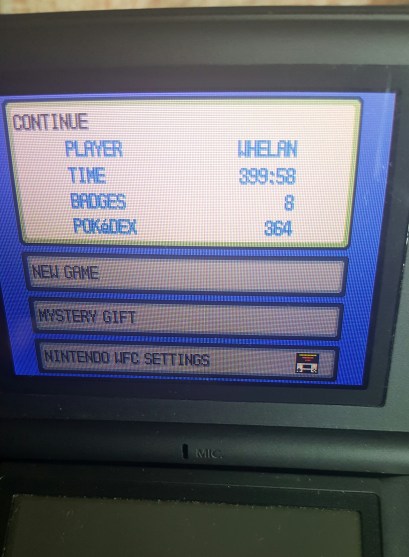 CONTINUE
PLAYER WHELAN
TIME 399:58
BADGES 8
POKéDEX 364
NEW GAME
MYSTERY GIFT
NINTENDO WFC SETTINGS
MIC.